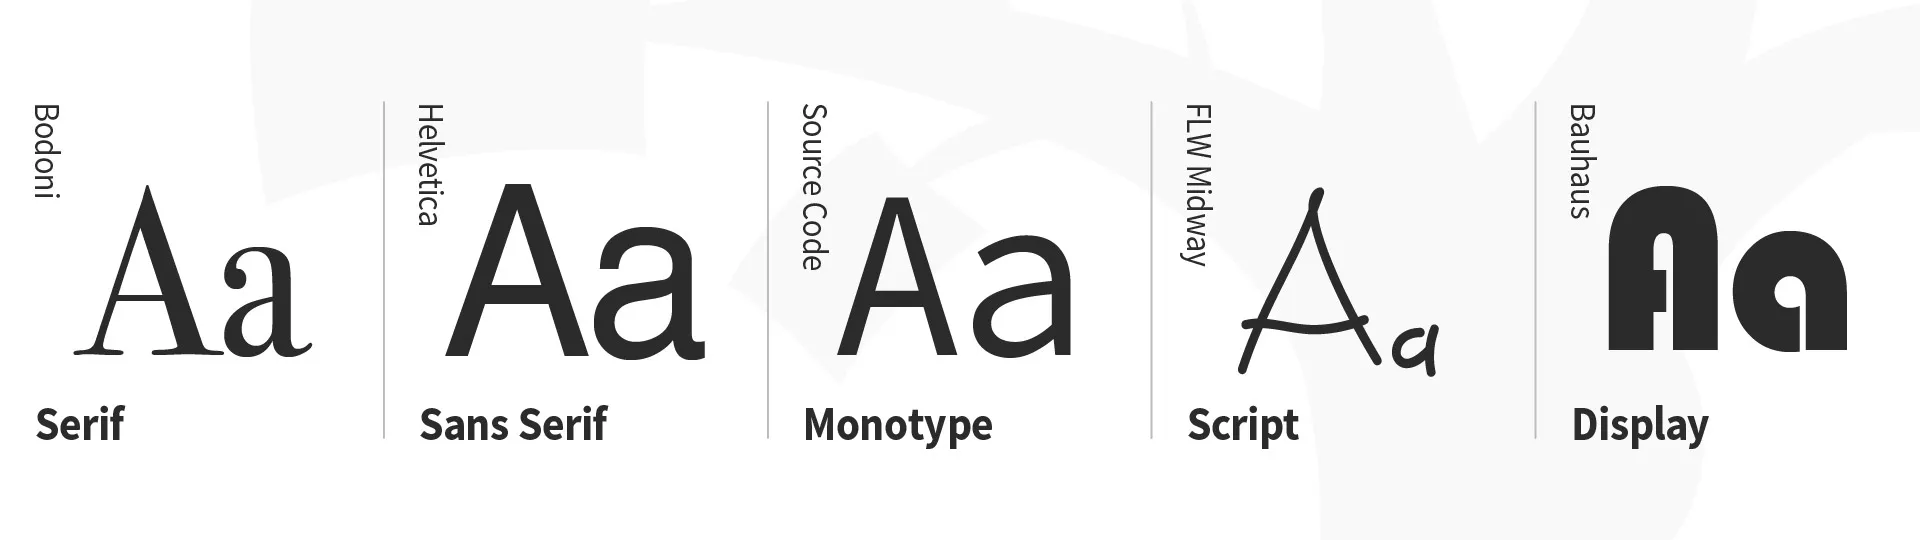 Bodoni
Aa
Serif
Helvetica
Aa
Sans Serif
Source Code
Aa
Monotype
FLW Midway
Aa
Script
Bauhaus
Aa
Display